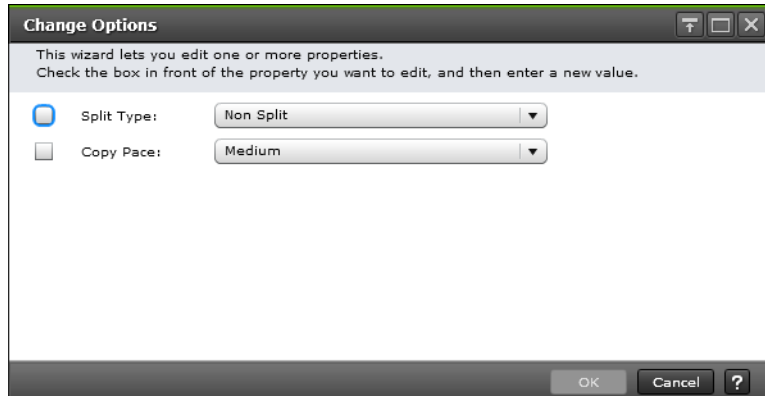 Change Options
This wizard lets you edit one or more properties.
Check the box in front of the property you want to edit, and then enter a new value.
Split Type: Non Split
Copy Pace: Medium
OK Cancel ?